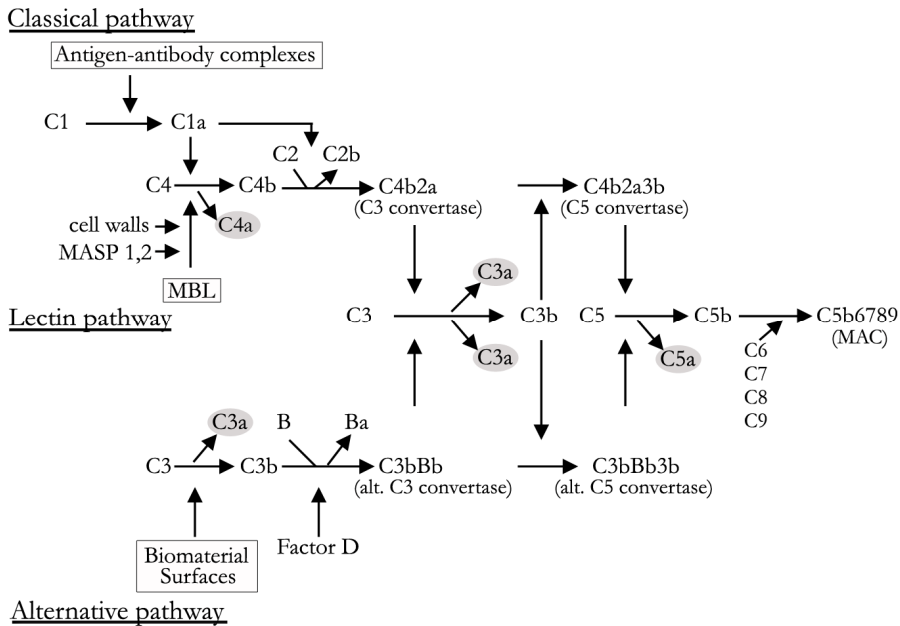 Classical pathway
Antigen-antibody complexes
C1
C1a
C2
C2b
C4
C4b
C4b2a
(C3 convertase)
C4b2a3b
(C5 convertase)
cell walls
C4a
MASP 1,2
MBL
Lectin pathway
C3a
C3
C3b
C5
C5b
C5b6789
(MAC)
C3a
C5a
C6
C7
C8
C9
C3a
B
Ba
C3
C3b
C3bBb
(alt. C3 convertase)
C3bBb3b
(alt. C5 convertase)
Biomaterial
Surfaces
Factor D
Alternative pathway